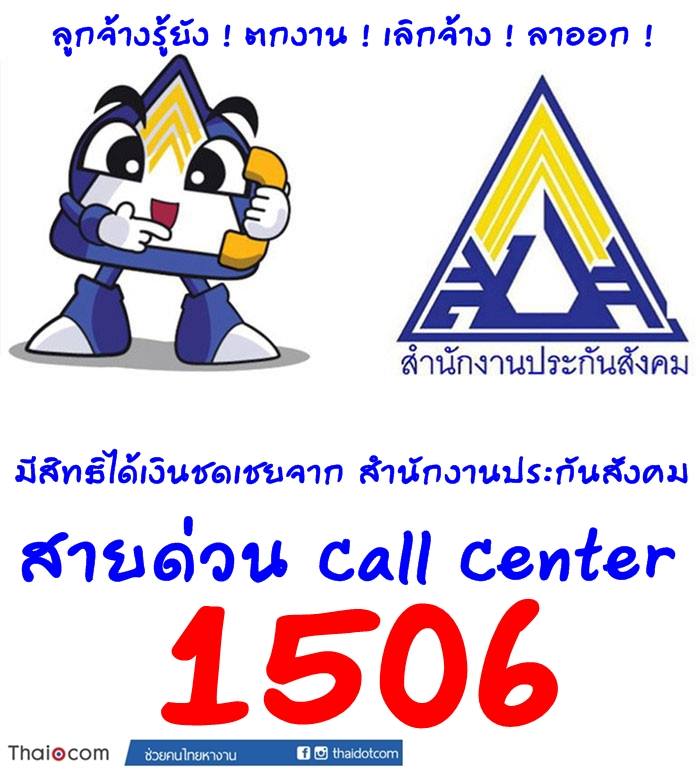 ลูกจ้างรู้ยัง ! ตกงาน ! เลิกจ้าง ! ลาออก !
สปส
สำนักงานประกันสังคม
มีสิทธิได้เงินชดเชยจาก สำนักงานประกันสังคม
สายด่วน Call Center
1506
Thai.com ช่วยคนไทยหางาน thaidotcom